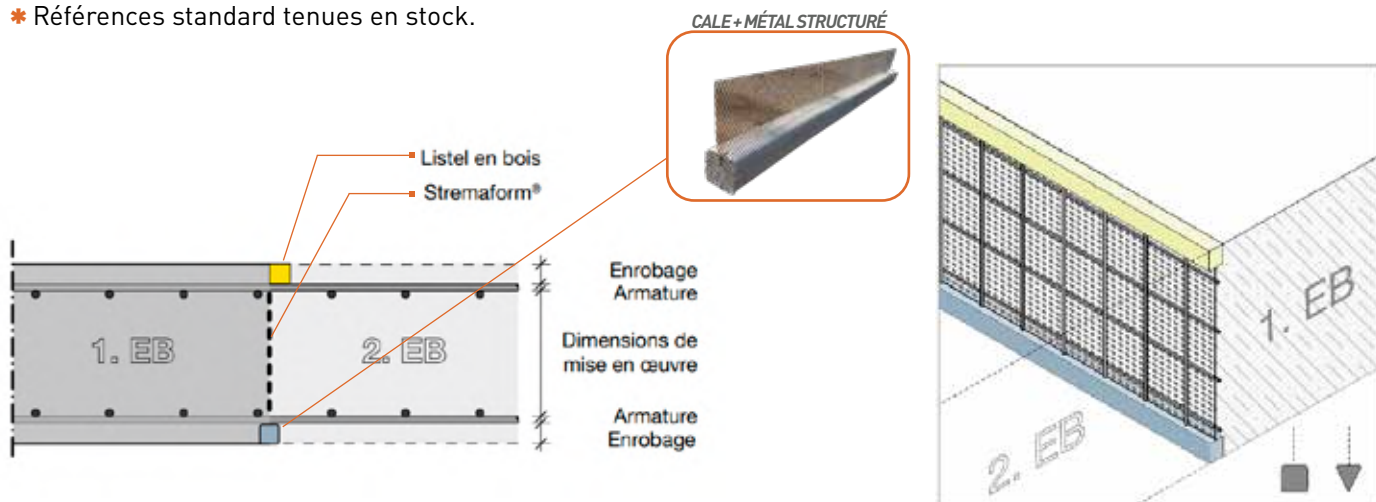 * Références standard tenues en stock.
CALE + MÉTAL STRUCTURÉ
Listel en bois
Stremaform®
Enrobage
Armature
1. EB
2. EB
Dimensions de
mise en œuvre
Armature
Enrobage
1. EB
2. EB